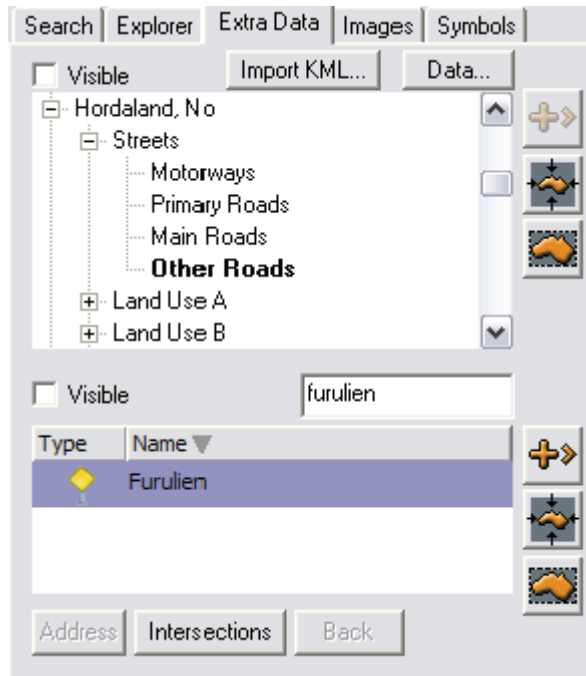 Search Explorer Extra Data Images Symbols
Visible Import KML... Data...
Hordaland, No
Streets
Motorways
Primary Roads
Main Roads
Other Roads
Land Use A
Land Use B
Visible furulien
Type Name
Furulien
Address Intersections Back